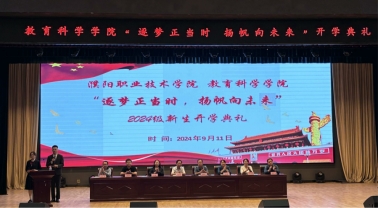 教育科学学院“逐梦正当时 扬帆向未来”开学典礼
濮阳职业技术学院 教育科学学院
“逐梦正当时，扬帆向未来”
2024级新生开学典礼
时 间：2024年9月11日